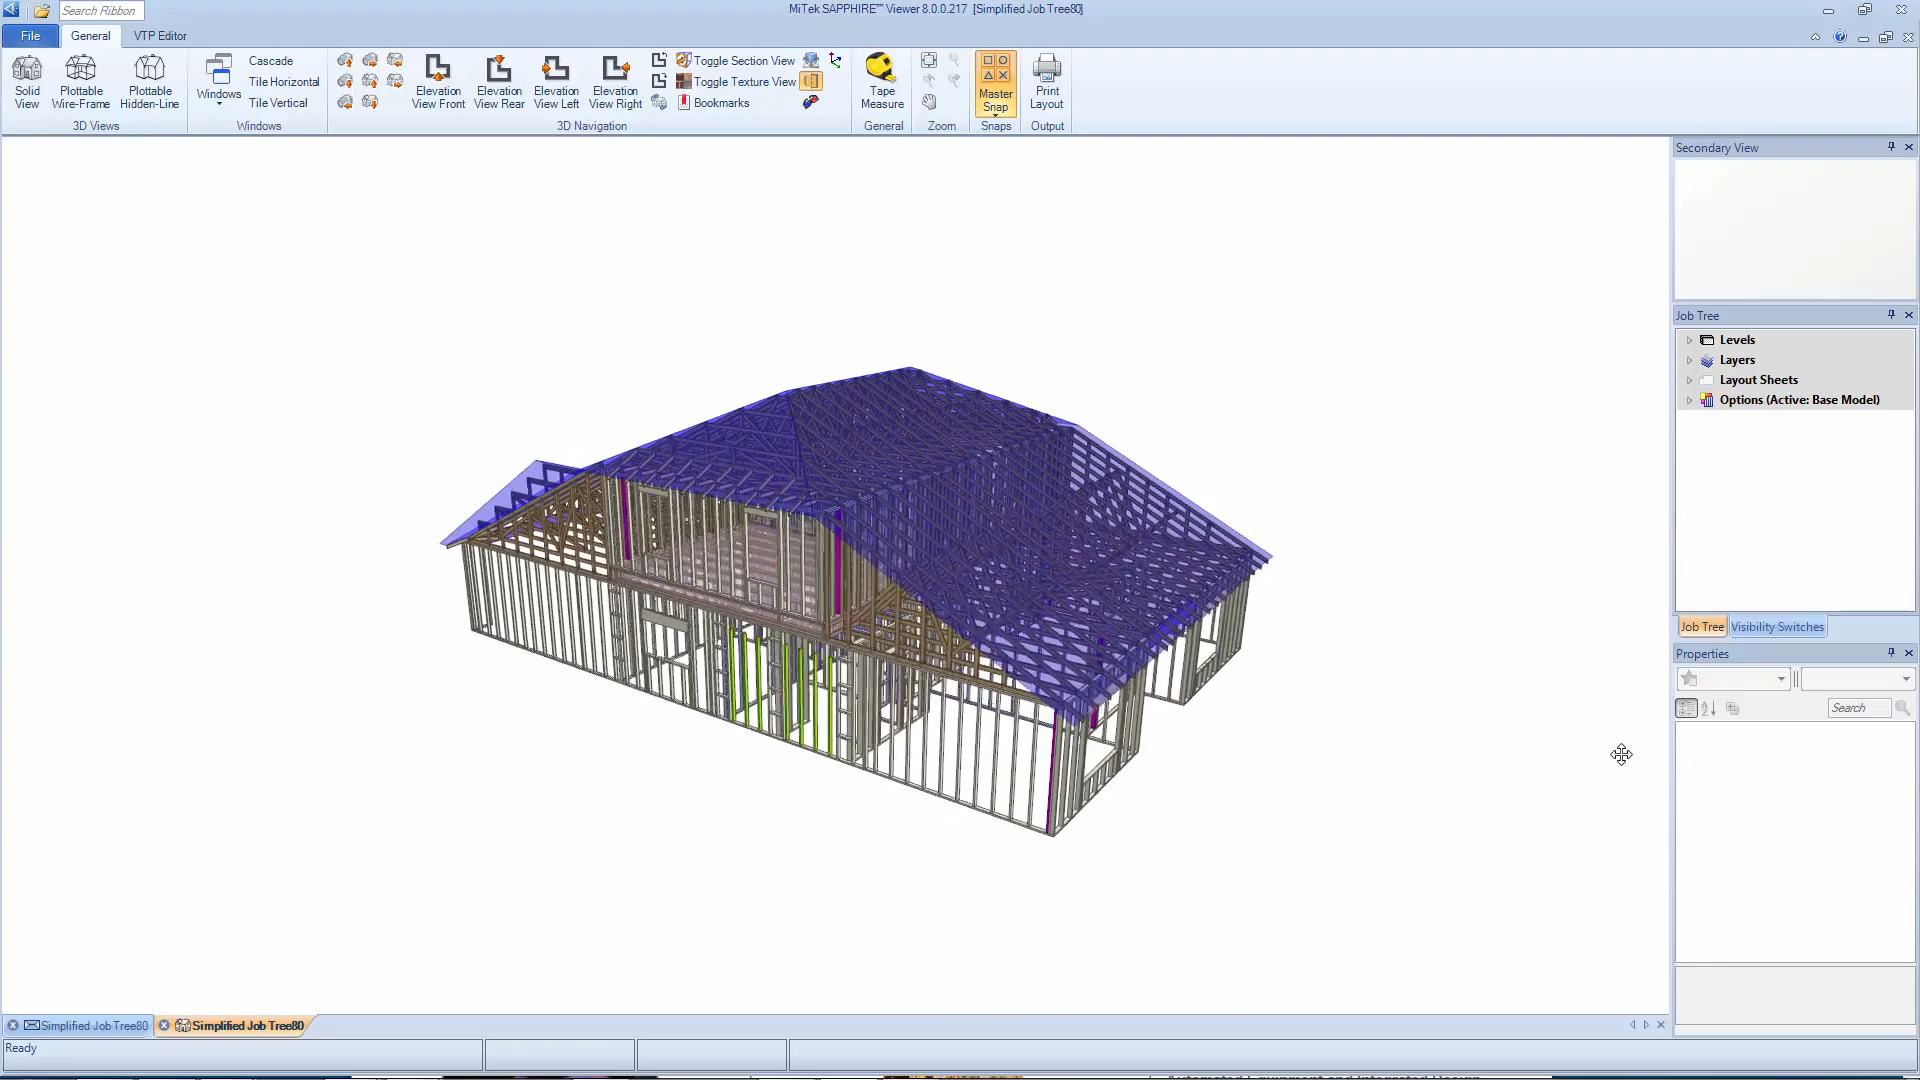 Search Ribbon
MiTek SAPPHIRE™ Viewer 8.0.0.217 [Simplified Job Tree80]
File
General
VTP Editor
Solid View
Plottable Wire-Frame
Plottable Hidden-Line
3D Views
Windows
Cascade
Tile Horizontal
Tile Vertical
Windows
Elevation View Front
Elevation View Rear
Elevation View Left
Elevation View Right
Toggle Section View
Toggle Texture View
Bookmarks
3D Navigation
Tape Measure
General
Zoom
Master Snap
Snaps
Print Layout
Output
Secondary View
Job Tree
Levels
Layers
Layout Sheets
Options (Active: Base Model)
Job Tree
Visibility Switches
Properties
Search
Simplified Job Tree80
Simplified Job Tree80
Ready